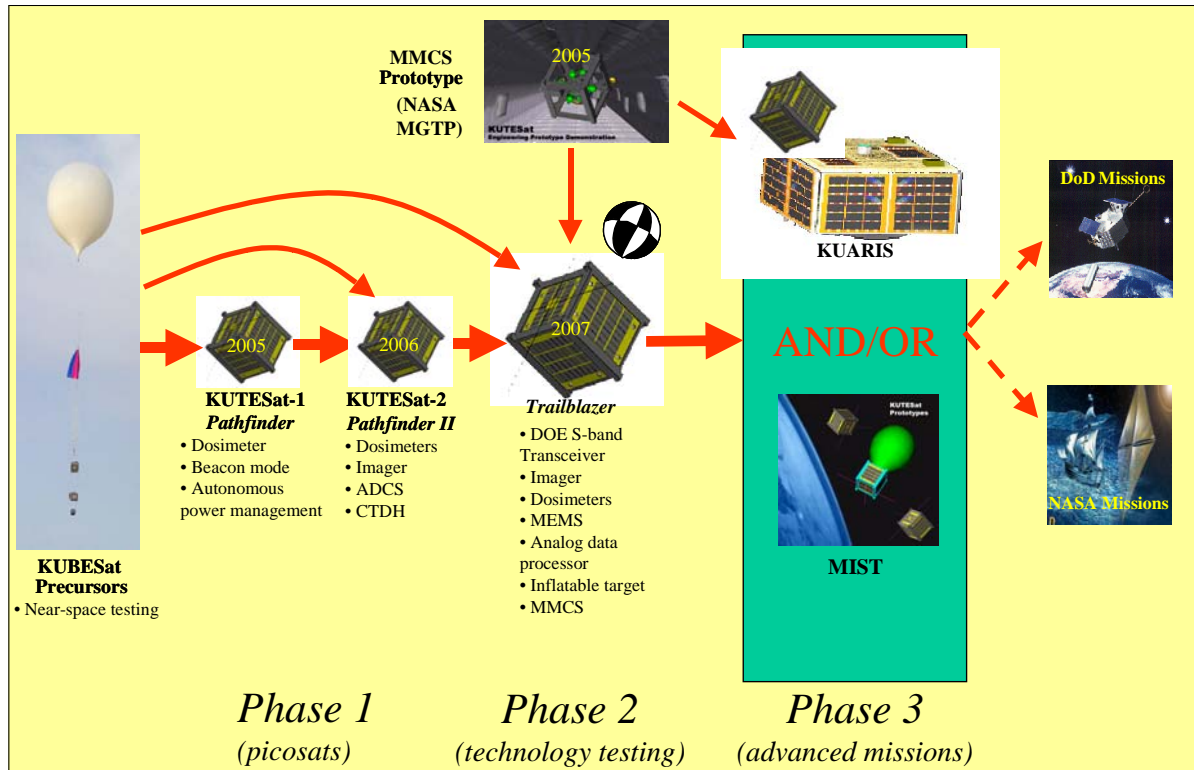 MMCS
Prototype
(NASA
MGTP)
2005
KUTESat
Engineering Prototype Demonstration
KUARIS
DoD Missions
NASA Missions
AND/OR
KUTESat
Prototypes
MIST
KUBESat
Precursors
• Near-space testing
2005
KUTESat-1
Pathfinder
• Dosimeter
• Beacon mode
• Autonomous
power management
2006
KUTESat-2
Pathfinder II
• Dosimeters
• Imager
• ADCS
• CTDH
2007
Trailblazer
• DOE S-band
Transceiver
• Imager
• Dosimeters
• MEMS
• Analog data
processor
• Inflatable target
• MMCS
Phase 1
(picosats)
Phase 2
(technology testing)
Phase 3
(advanced missions)